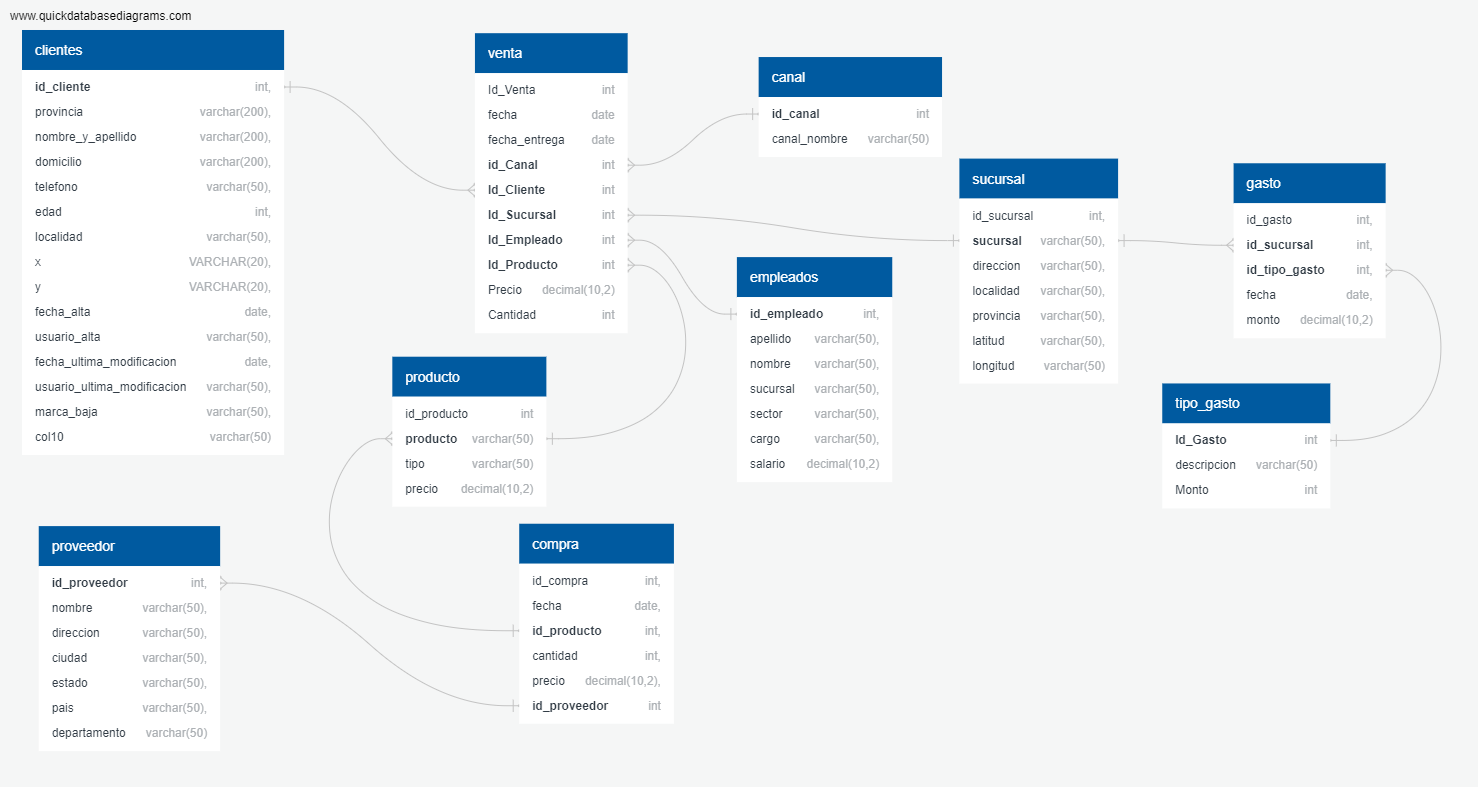 www.quickdatabasediagrams.com
clientes
id_cliente int,
provincia varchar(200),
nombre_y_apellido varchar(200),
domicilio varchar(200),
telefono varchar(50),
edad int,
localidad varchar(50),
x VARCHAR(20),
y VARCHAR(20),
fecha_alta date,
usuario_alta varchar(50),
fecha_ultima_modificacion date,
usuario_ultima_modificacion varchar(50),
marca_baja varchar(50),
col10 varchar(50)
venta
Id_Venta int
fecha date
fecha_entrega date
id_Canal int
Id_Cliente int
Id_Sucursal int
Id_Empleado int
Id_Producto int
Precio decimal(10,2)
Cantidad int
canal
id_canal int
canal_nombre varchar(50)
sucursal
id_sucursal int,
sucursal varchar(50),
direccion varchar(50),
localidad varchar(50),
provincia varchar(50),
latitud varchar(50),
longitud varchar(50)
gasto
id_gasto int,
id_sucursal int,
id_tipo_gasto int,
fecha date,
monto decimal(10,2)
empleados
id_empleado int,
apellido varchar(50),
nombre varchar(50),
sucursal varchar(50),
sector varchar(50),
cargo varchar(50),
salario decimal(10,2)
producto
id_producto int
producto varchar(50)
tipo varchar(50)
precio decimal(10,2)
tipo_gasto
Id_Gasto int
descripcion varchar(50)
Monto int
proveedor
id_proveedor int,
nombre varchar(50),
direccion varchar(50),
ciudad varchar(50),
estado varchar(50),
pais varchar(50),
departamento varchar(50)
compra
id_compra int,
fecha date,
id_producto int,
cantidad int,
precio decimal(10,2),
id_proveedor int